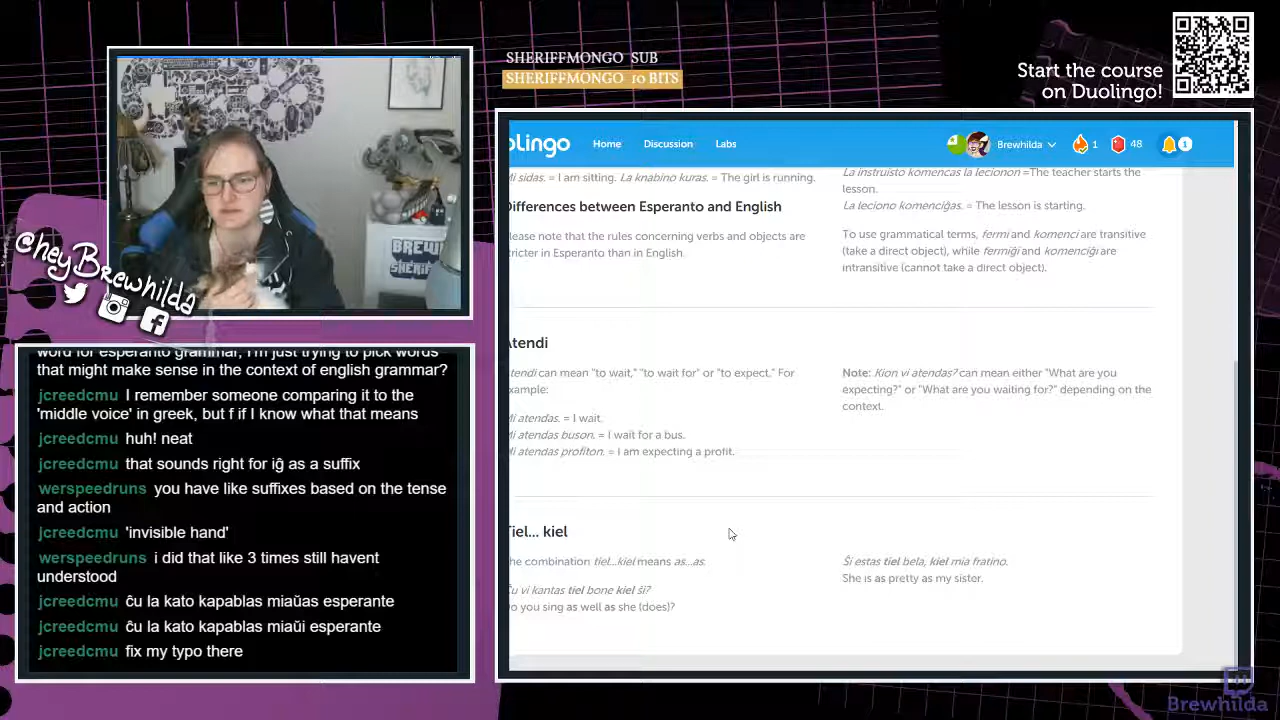 SHERIFFMONGO SUB
SHERIFFMONGO 10 BITS
Start the course
on Duolingo!
olingo
Home
Discussion
Labs
Brewhilda
1
48
1
Mi sidas. = I am sitting. La knabino kuras. = The girl is running.
Differences between Esperanto and English
lease note that the rules concerning verbs and objects are
tricter in Esperanto than in English.
La instruisto komencas la lecionon =The teacher starts the
lesson.
La leciono komenciĝas. = The lesson is starting.
To use grammatical terms, fermi and komenci are transitive
(take a direct object), while fermiĝi and komenciĝi are
intransitive (cannot take a direct object).
Atendi
tendi can mean "to wait," "to wait for" or "to expect." For
xample:
Mi atendas. = I wait.
Mi atendas buson. = I wait for a bus.
Mi atendas profiton. = I am expecting a profit.
Note: Kion vi atendas? can mean either "What are you
expecting?" or "What are you waiting for?" depending on the
context.
Tiel... kiel
he combination tiel...kiel means as...as.
Ĉu vi kantas tiel bone kiel ŝi?
o you sing as well as she (does)?
Ŝi estas tiel bela, kiel mia fratino.
She is as pretty as my sister.
BREW
SHERIF
@heyBrewhilda
word for esperanto grammar, I'm just trying to pick words
that might make sense in the context of english grammar?
jcreedcmu I remember someone comparing it to the
'middle voice' in greek, but f if I know what that means
jcreedcmu huh! neat
jcreedcmu that sounds right for iĝ as a suffix
werspeedruns you have like suffixes based on the tense
and action
jcreedcmu 'invisible hand'
werspeedruns i did that like 3 times still havent
understood
jcreedcmu ĉu la kato kapablas miaŭas esperante
jcreedcmu ĉu la kato kapablas miaŭi esperante
jcreedcmu fix my typo there
Brewhilda